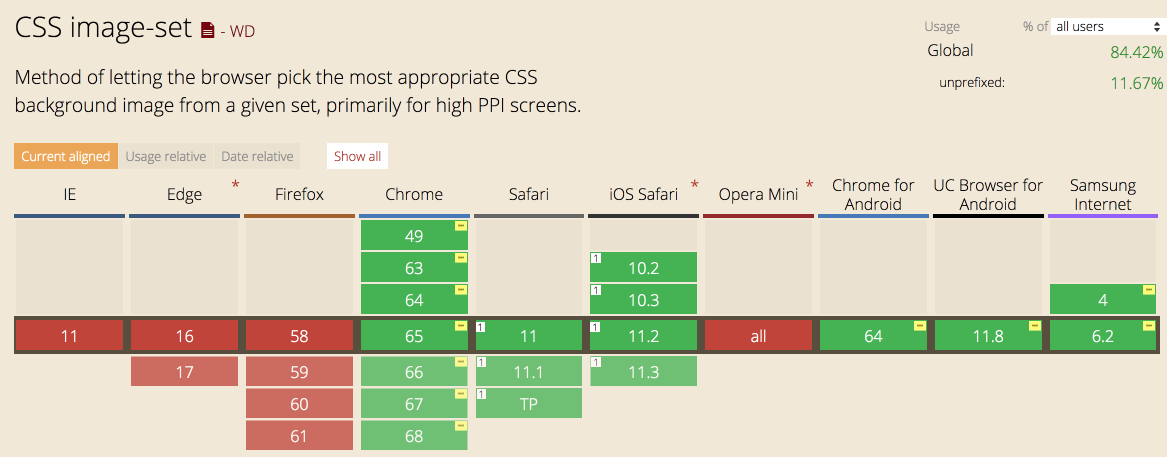 CSS image-set - WD
Usage % of all users
Global 84.42%
unprefixed: 11.67%
Method of letting the browser pick the most appropriate CSS
background image from a given set, primarily for high PPI screens.
Current aligned Usage relative Date relative Show all
IE Edge * Firefox Chrome Safari iOS Safari * Opera Mini * Chrome for Android UC Browser for Android Samsung Internet
49 -
63 - 1 10.2
64 - 1 10.3 4 -
11 16 58 65 - 1 11 1 11.2 all 64 - 11.8 - 6.2 -
17 59 66 - 1 11.1 1 11.3
60 67 - 1 TP
61 68 -